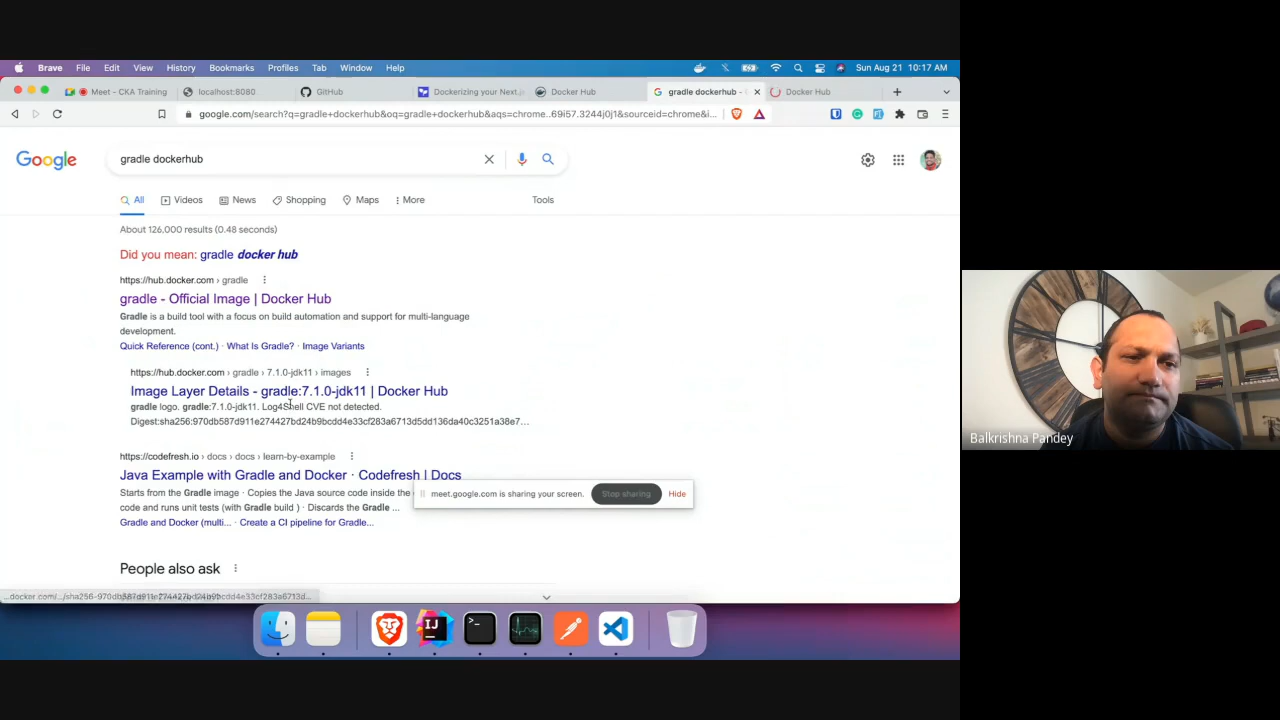 Brave File Edit View History Bookmarks Profiles Tab Window Help Sun Aug 21 10:17 AM
Meet - CKA Training localhost:8080 GitHub Dockerizing your Next.js Docker Hub gradle dockerhub - Docker Hub
google.com/search?q=gradle+dockerhub&oq=gradle+dockerhub&aqs=chrome..69i57.3244j0j1&sourceid=chrome&i...
Google gradle dockerhub
All Videos News Shopping Maps More Tools
About 126,000 results (0.48 seconds)
Did you mean: gradle docker hub
https://hub.docker.com › gradle
gradle - Official Image | Docker Hub
Gradle is a build tool with a focus on build automation and support for multi-language
development.
Quick Reference (cont.) · What Is Gradle? · Image Variants
https://hub.docker.com › gradle › 7.1.0-jdk11 › images
Image Layer Details - gradle:7.1.0-jdk11 | Docker Hub
gradle logo. gradle:7.1.0-jdk11. Log4Shell CVE not detected.
Digest:sha256:970db587d911e274427bd24b9bcdd4e33cf283a6713d5dd136da40c3251a38e7...
https://codefresh.io › docs › docs › learn-by-example
Java Example with Gradle and Docker · Codefresh | Docs
Starts from the Gradle image · Copies the Java source code inside the
code and runs unit tests (with Gradle build ) · Discards the Gradle ...
Gradle and Docker (multi... · Create a CI pipeline for Gradle...
meet.google.com is sharing your screen. Stop sharing Hide
People also ask
...docker.com/.../sha256-970db587d911e274427bd24b9bcdd4e33cf283a6713d...
Balkrishna Pandey